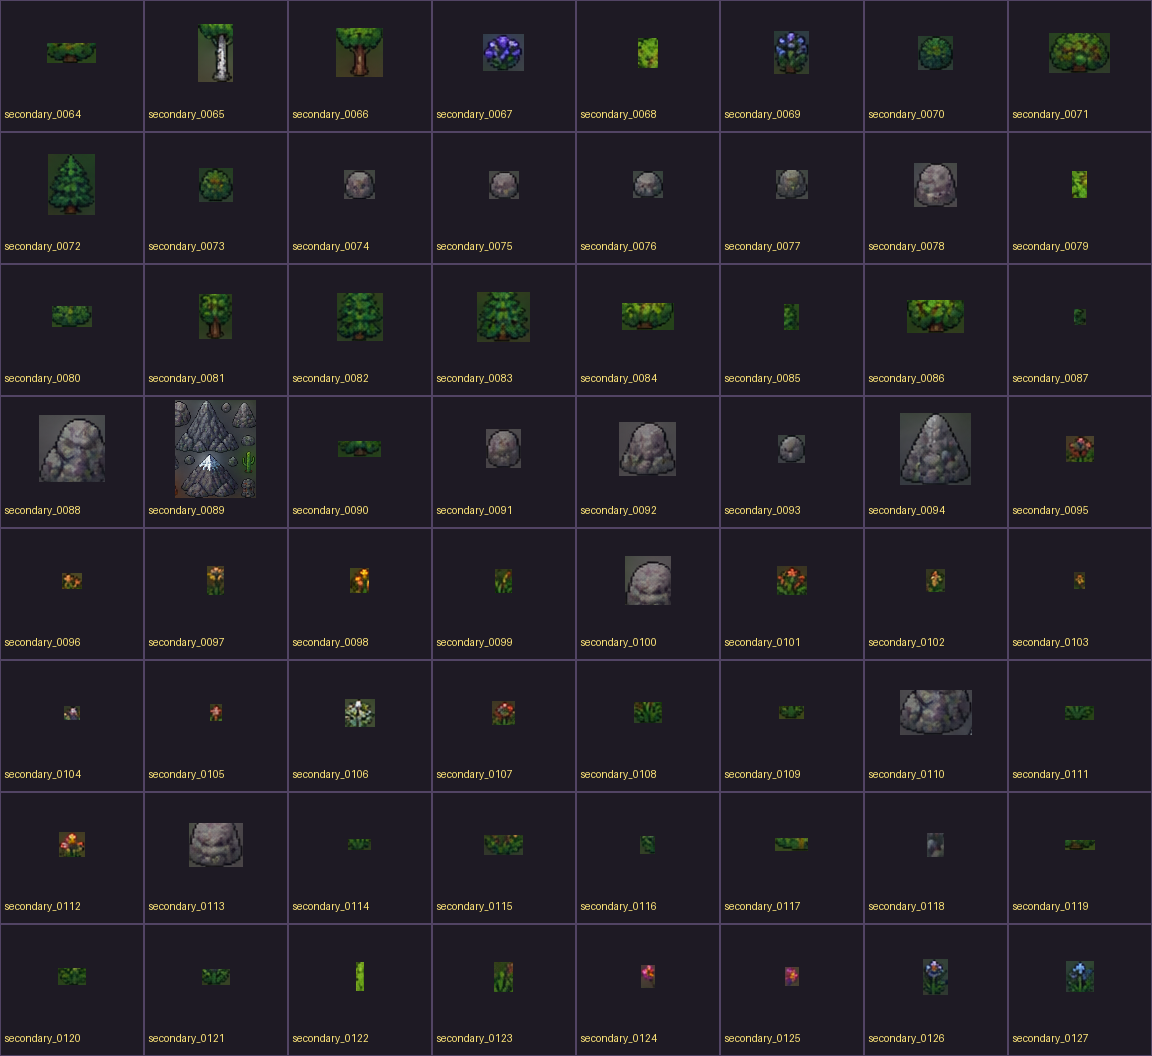 secondary_0064 secondary_0065 secondary_0066 secondary_0067 secondary_0068 secondary_0069 secondary_0070 secondary_0071
secondary_0072 secondary_0073 secondary_0074 secondary_0075 secondary_0076 secondary_0077 secondary_0078 secondary_0079
secondary_0080 secondary_0081 secondary_0082 secondary_0083 secondary_0084 secondary_0085 secondary_0086 secondary_0087
secondary_0088 secondary_0089 secondary_0090 secondary_0091 secondary_0092 secondary_0093 secondary_0094 secondary_0095
secondary_0096 secondary_0097 secondary_0098 secondary_0099 secondary_0100 secondary_0101 secondary_0102 secondary_0103
secondary_0104 secondary_0105 secondary_0106 secondary_0107 secondary_0108 secondary_0109 secondary_0110 secondary_0111
secondary_0112 secondary_0113 secondary_0114 secondary_0115 secondary_0116 secondary_0117 secondary_0118 secondary_0119
secondary_0120 secondary_0121 secondary_0122 secondary_0123 secondary_0124 secondary_0125 secondary_0126 secondary_0127